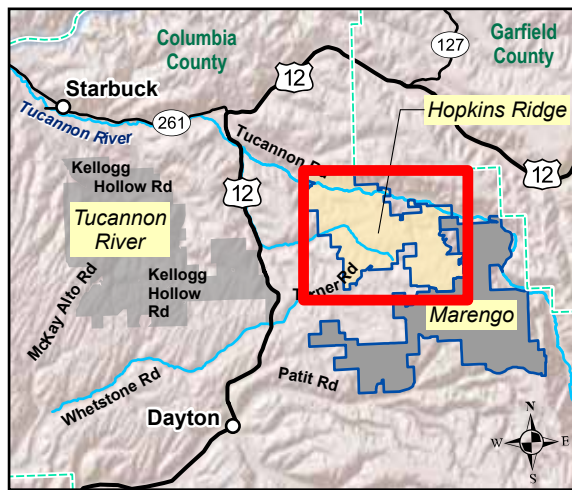 Columbia
County
Garfield
County
127
12
Starbuck
Hopkins Ridge
261
Tucannon River
Tucannon Rd
Kellogg
Hollow Rd
12
12
Tucannon
River
Kellogg
Hollow
Rd
Turner Rd
McKay Alto Rd
Marengo
Whetstone Rd
Patit Rd
Dayton
N
W
E
S